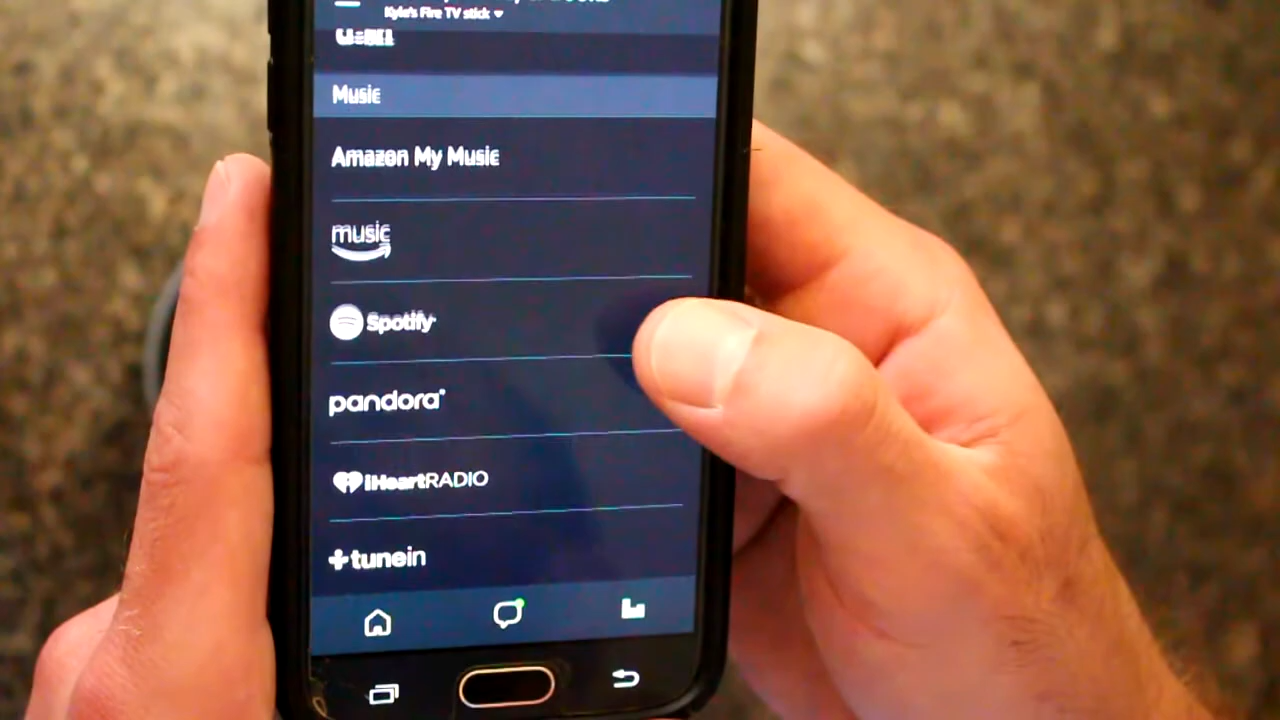 Kyle's Fire TV stick
Music
Amazon My Music
music
Spotify
pandora
iHeartRADIO
tunein